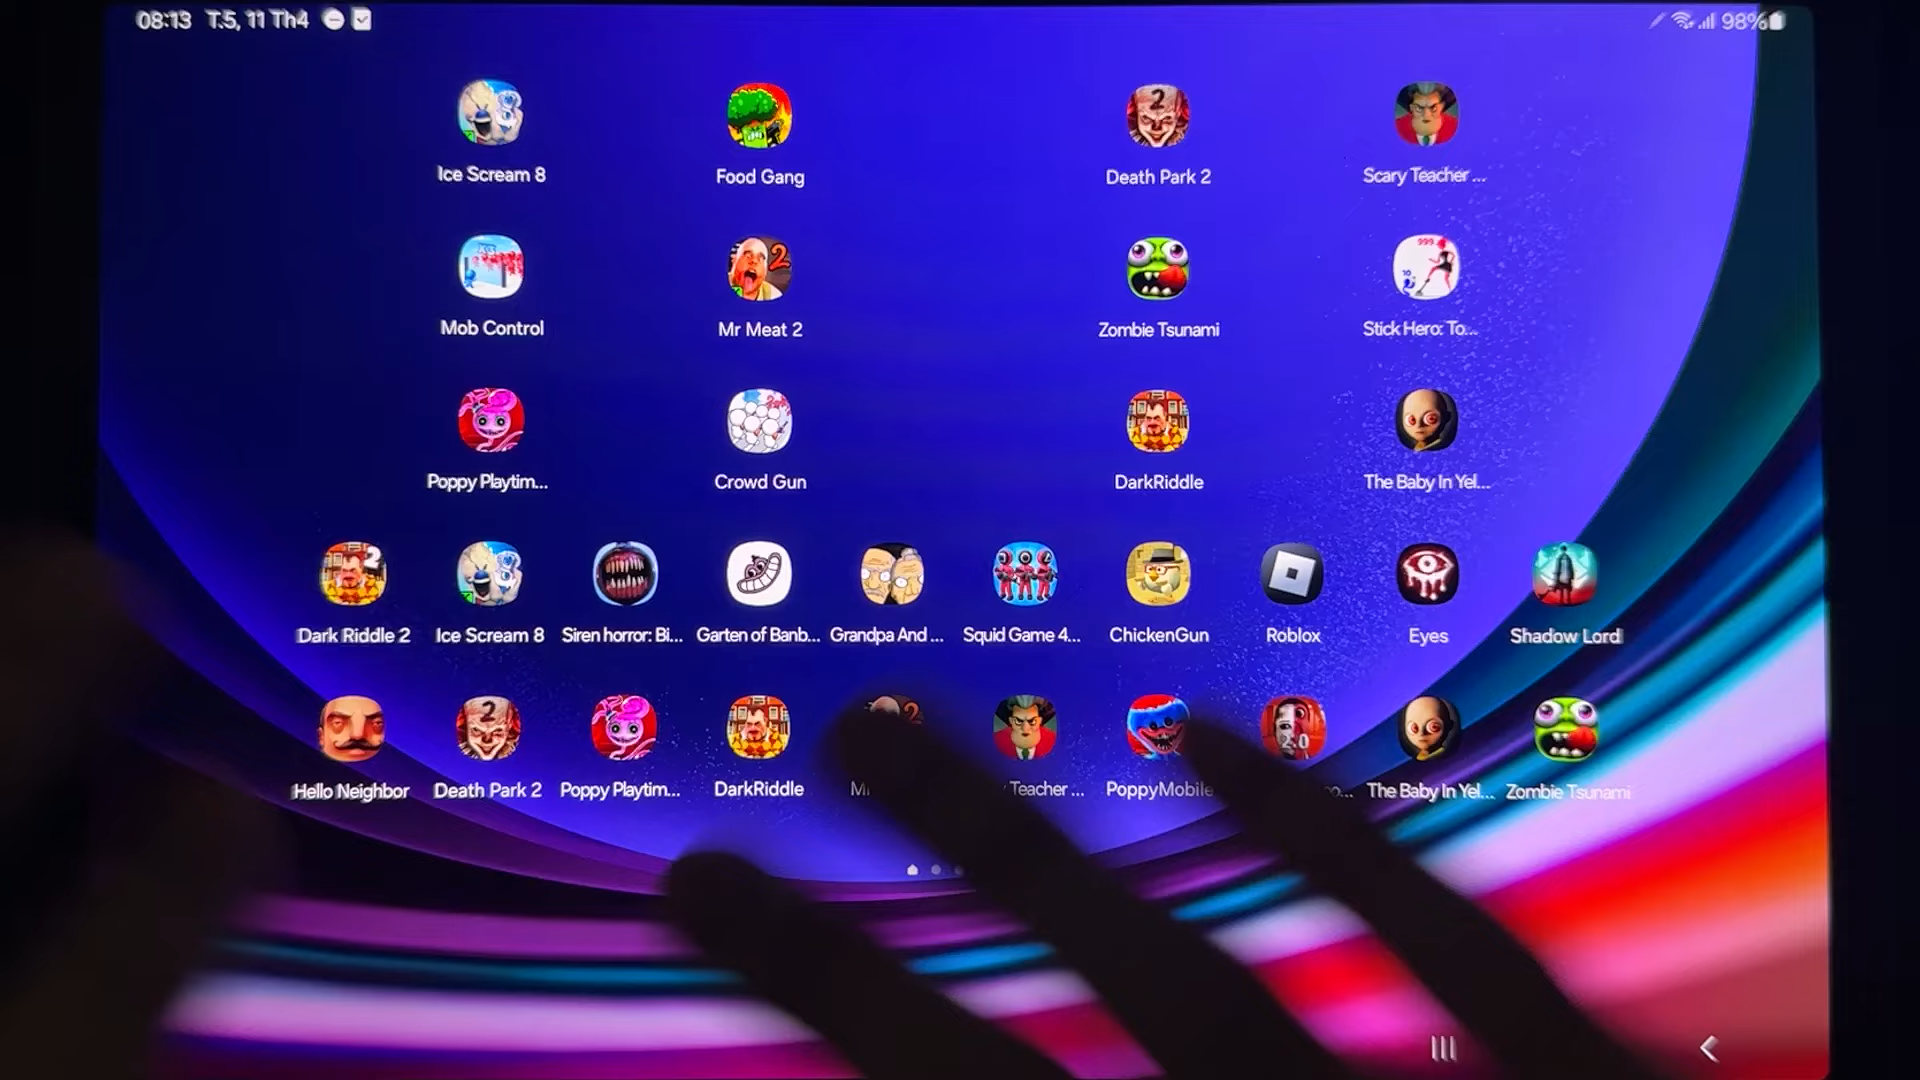 08:13 T.5, 11 Th4 98%
Ice Scream 8 Food Gang Death Park 2 Scary Teacher ...
Mob Control Mr Meat 2 Zombie Tsunami Stick Hero: To...
Poppy Playtim... Crowd Gun DarkRiddle The Baby In Yel...
Dark Riddle 2 Ice Scream 8 Siren horror: Bi... Garten of Banb... Grandpa And ... Squid Game 4... ChickenGun Roblox Eyes Shadow Lord
Hello Neighbor Death Park 2 Poppy Playtim... DarkRiddle Teacher ... PoppyMobile The Baby In Yel... Zombie Tsunami